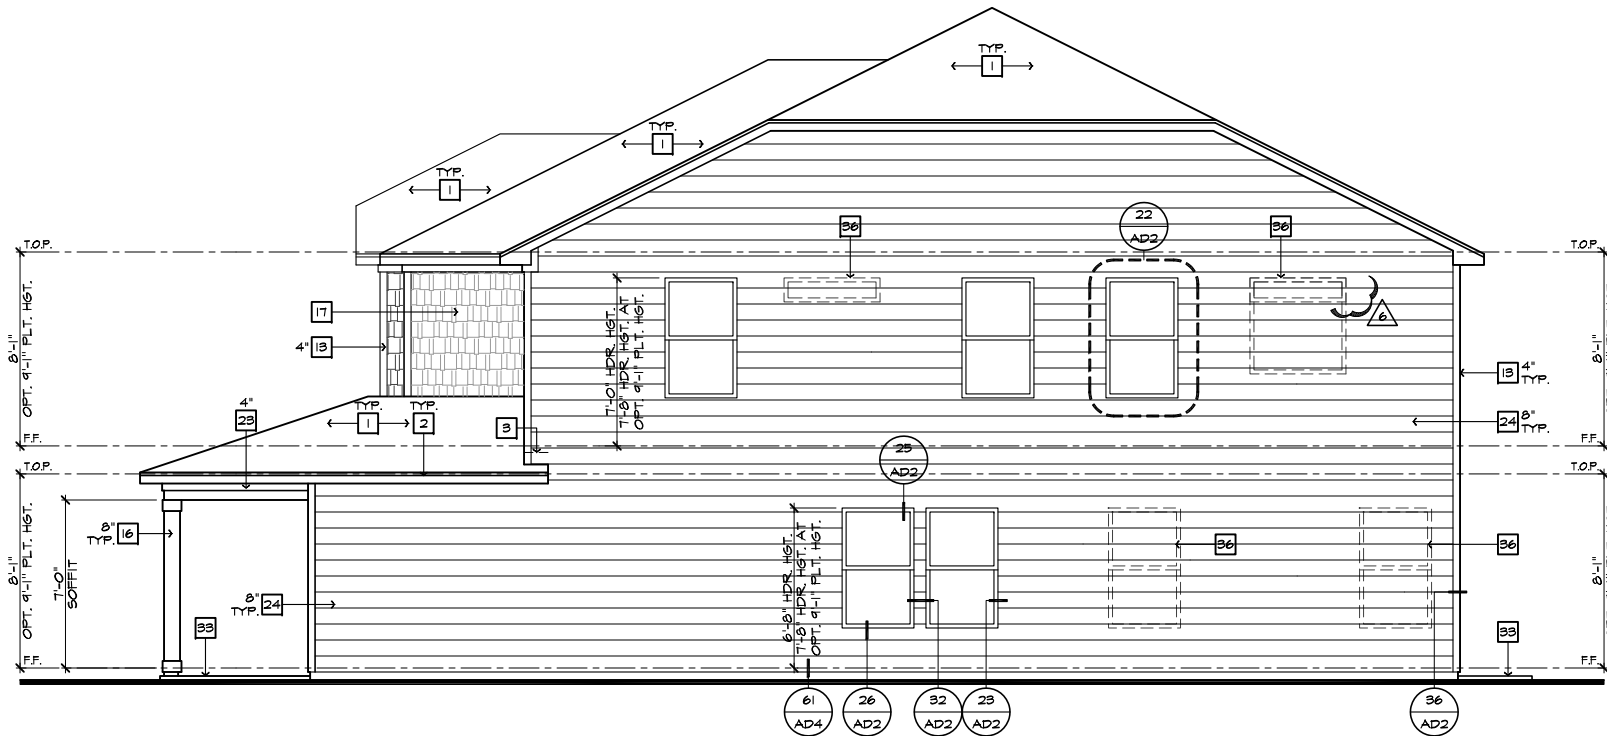 TYP.
1
TYP.
1
TYP.
1
T.O.P.
36
22
AD2
36
T.O.P.
8'-1"
OPT. 9'-1" PLT. HGT.
17
4" 13
7'-0" HDR. HGT.
7'-8" HDR. HGT. AT
OPT. 9'-1" PLT. HGT.
6
8'-1"
13 4"
TYP.
4"
23
TYP.
1
TYP.
2
3
24 8"
TYP.
F.F.
F.F.
25
AD2
T.O.P.
T.O.P.
8'-1"
OPT. 9'-1" PLT. HGT.
7'-0"
SOFFIT
8"
TYP. 16
6'-8" HDR. HGT.
7'-8" HDR. HGT. AT
OPT. 9'-1" PLT. HGT.
36
36
8'-1"
8"
TYP. 24
33
33
F.F.
F.F.
61
AD4
26
AD2
32
AD2
23
AD2
36
AD2